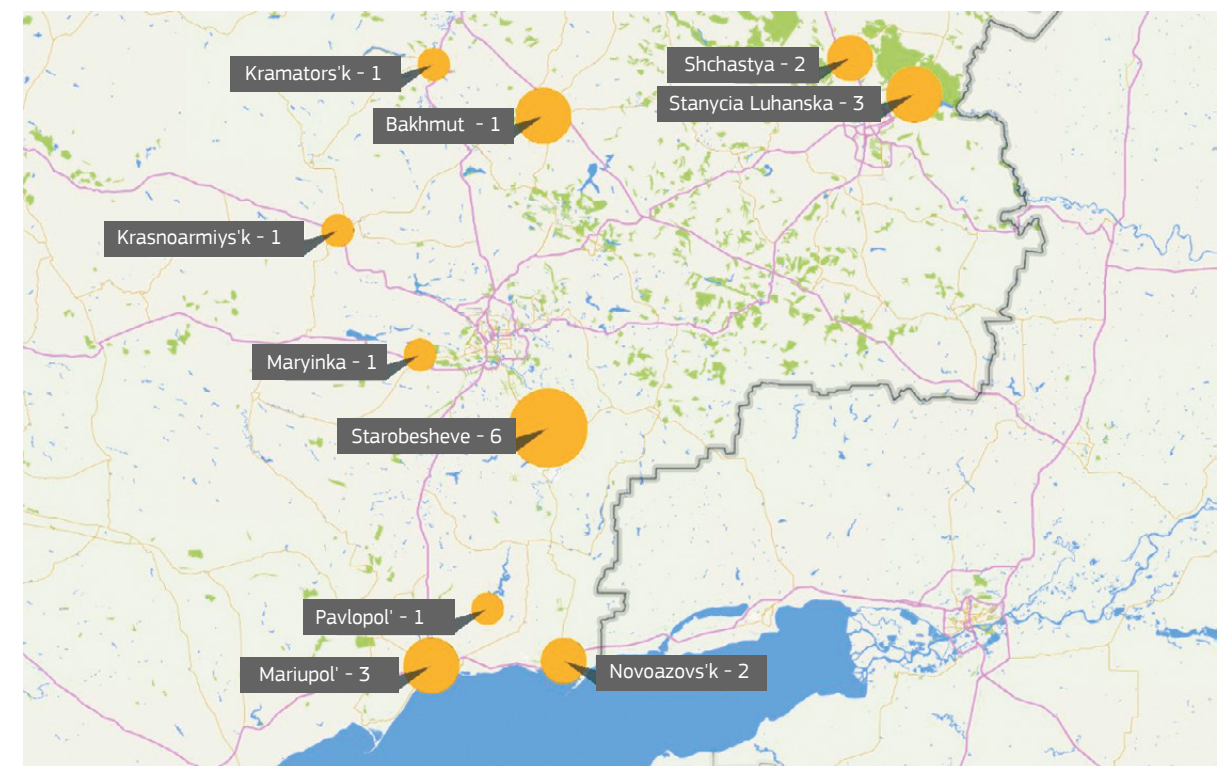 Kramators'k - 1
Shchastya - 2
Stanycia Luhanska - 3
Bakhmut - 1
Krasnoarmiys'k - 1
Maryinka - 1
Starobesheve - 6
Pavlopol' - 1
Mariupol' - 3
Novoazovs'k - 2